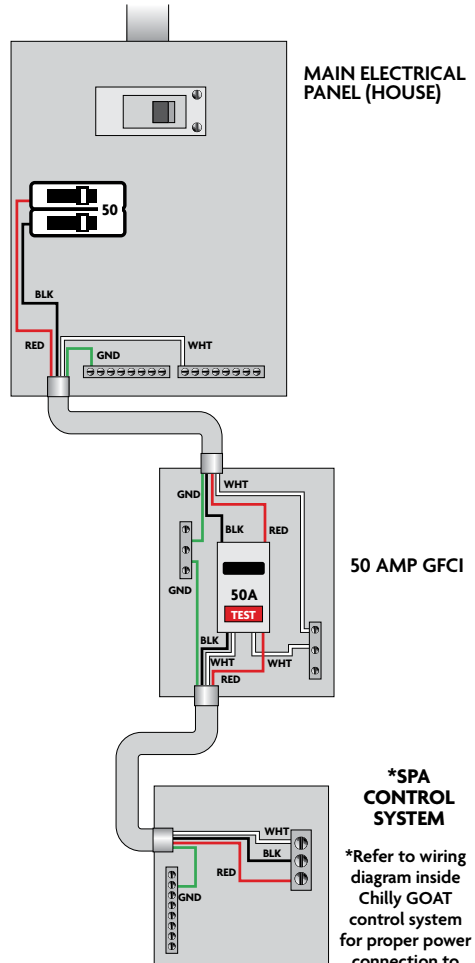 MAIN ELECTRICAL
PANEL (HOUSE)
50
BLK
RED
GND
WHT
WHT
GND
BLK
RED
50 AMP GFCI
GND
50A
TEST
BLK
WHT
WHT
RED
*SPA
CONTROL
SYSTEM
WHT
BLK
RED
GND
*Refer to wiring
diagram inside
Chilly GOAT
control system
for proper power
connection to